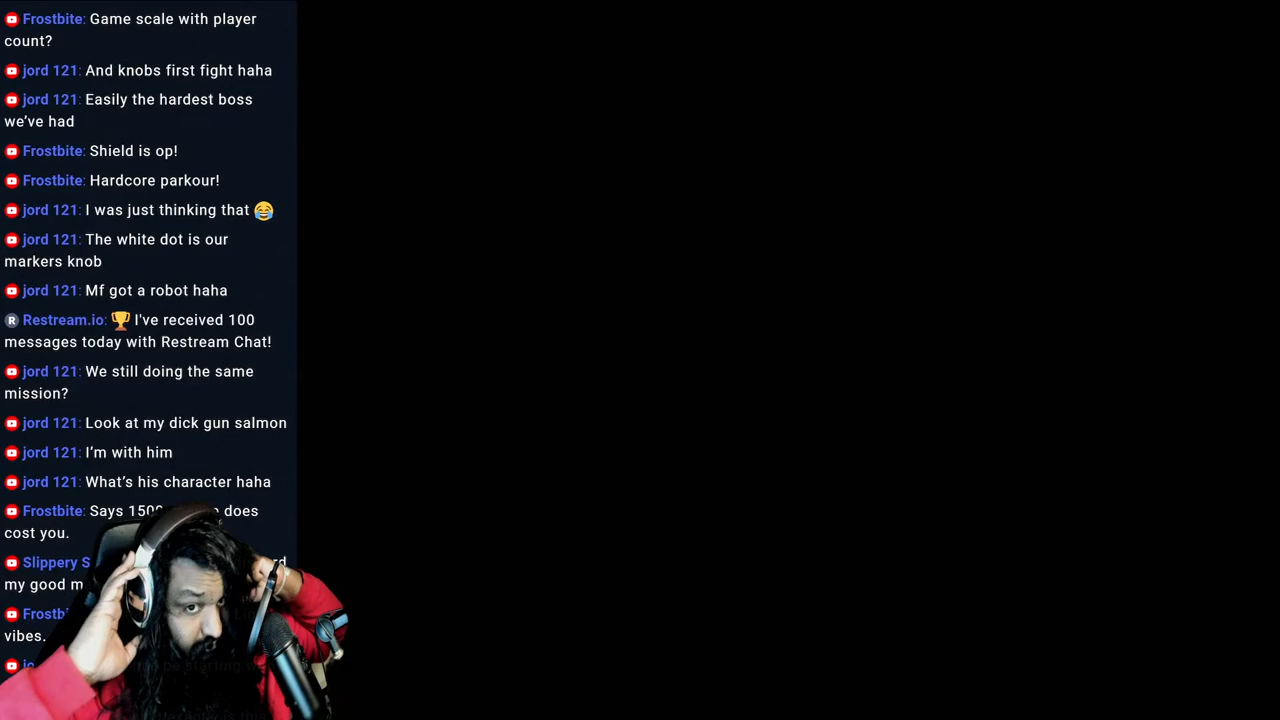 Frostbite: Game scale with player
count?
jord 121: And knobs first fight haha
jord 121: Easily the hardest boss
we've had
Frostbite: Shield is op!
Frostbite: Hardcore parkour!
jord 121: I was just thinking that 😂
jord 121: The white dot is our
markers knob
jord 121: Mf got a robot haha
R Restream.io: 🏆 I've received 100
messages today with Restream Chat!
jord 121: We still doing the same
mission?
jord 121: Look at my dick gun salmon
jord 121: I'm with him
jord 121: What's his character haha
Frostbite: Says 150 does
cost you.
Slippery S
my good m
Frostbi
vibes.
jo starting
this